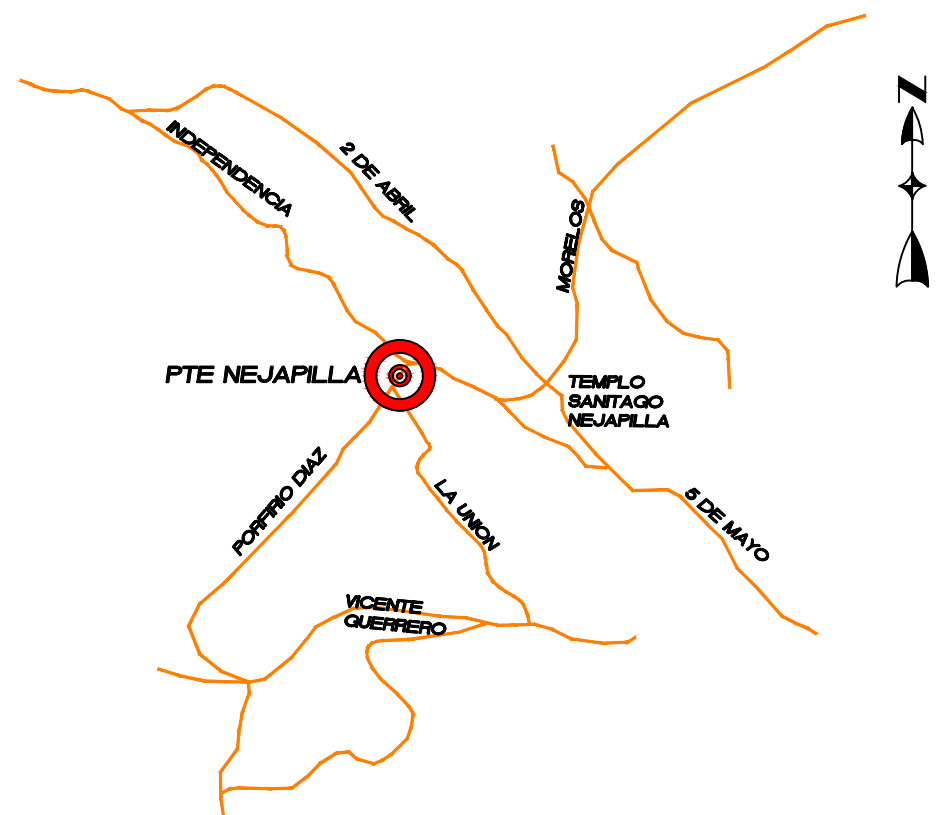 N
INDEPENDENCIA
2 DE ABRIL
MORELOS
PTE NEJAPILLA
TEMPLO
SANITAGO
NEJAPILLA
PORFIRIO DIAZ
LA UNION
5 DE MAYO
VICENTE
GUERRERO